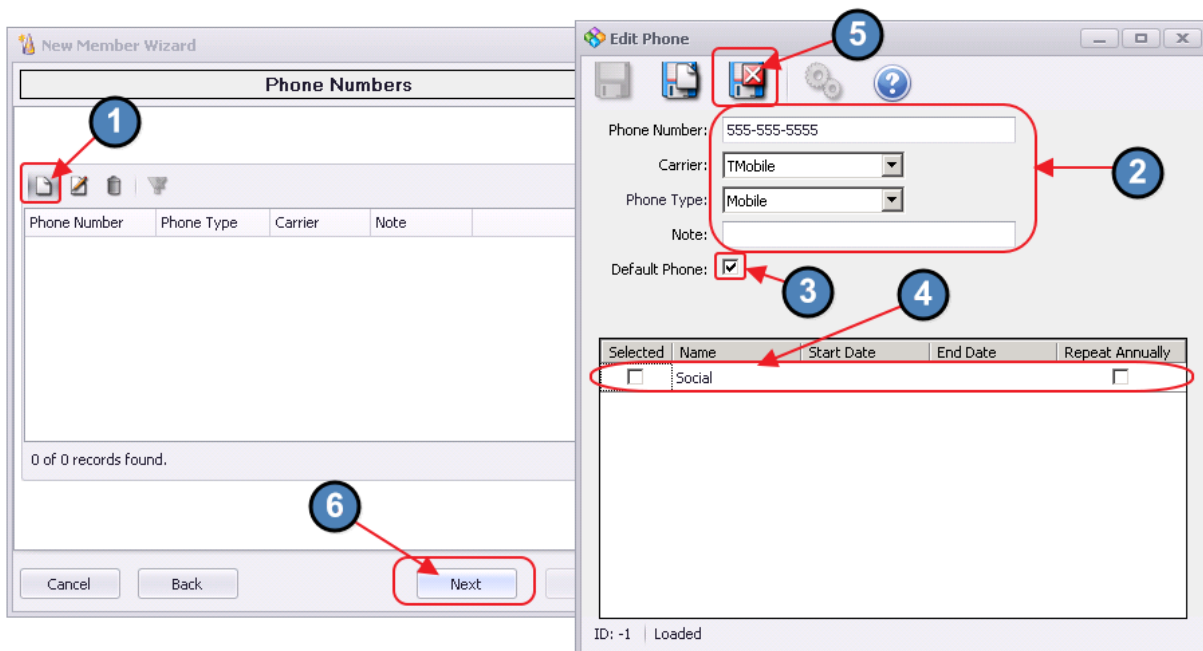 New Member Wizard
Phone Numbers
1
Phone Number Phone Type Carrier Note
0 of 0 records found.
6
Cancel Back Next
Edit Phone
5
Phone Number: 555-555-5555
Carrier: TMobile
2
Phone Type: Mobile
Note:
Default Phone:
3
4
Selected Name Start Date End Date Repeat Annually
Social
ID: -1 Loaded